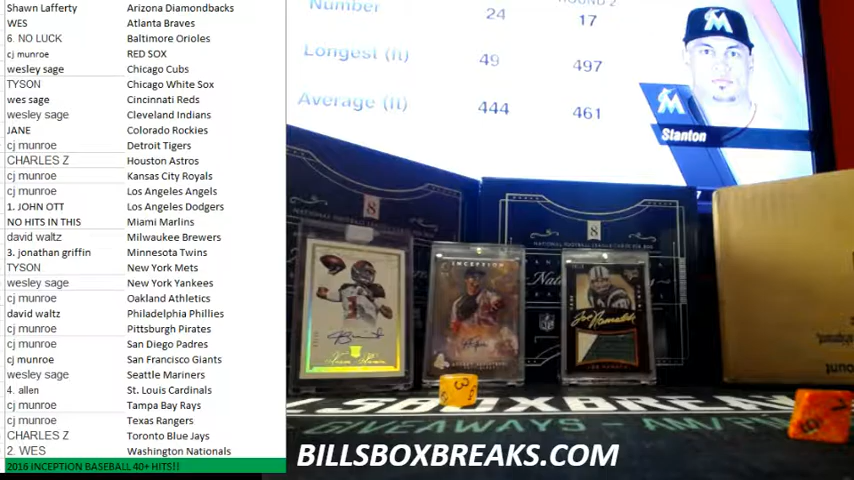 Shawn Lafferty Arizona Diamondbacks
WES Atlanta Braves
6. NO LUCK Baltimore Orioles
cj munroe RED SOX
wesley sage Chicago Cubs
TYSON Chicago White Sox
wes sage Cincinnati Reds
wesley sage Cleveland Indians
JANE Colorado Rockies
cj munroe Detroit Tigers
CHARLES Z Houston Astros
cj munroe Kansas City Royals
cj munroe Los Angeles Angels
1. JOHN OTT Los Angeles Dodgers
NO HITS IN THIS Miami Marlins
david waltz Milwaukee Brewers
3. jonathan griffin Minnesota Twins
TYSON New York Mets
wesley sage New York Yankees
cj munroe Oakland Athletics
david waltz Philadelphia Phillies
cj munroe Pittsburgh Pirates
cj munroe San Diego Padres
cj munroe San Francisco Giants
wesley sage Seattle Mariners
4. allen St. Louis Cardinals
cj munroe Tampa Bay Rays
cj munroe Texas Rangers
CHARLES Z Toronto Blue Jays
2. WES Washington Nationals
2016 INCEPTION BASEBALL 40+ HITS!!
Number 24 17
Longest (ft) 49 497
Average (ft) 444 461
Stanton
8
8
INCEPTION
3
GIVEAWAYS - AM/
BILLSBOXBREAKS.COM